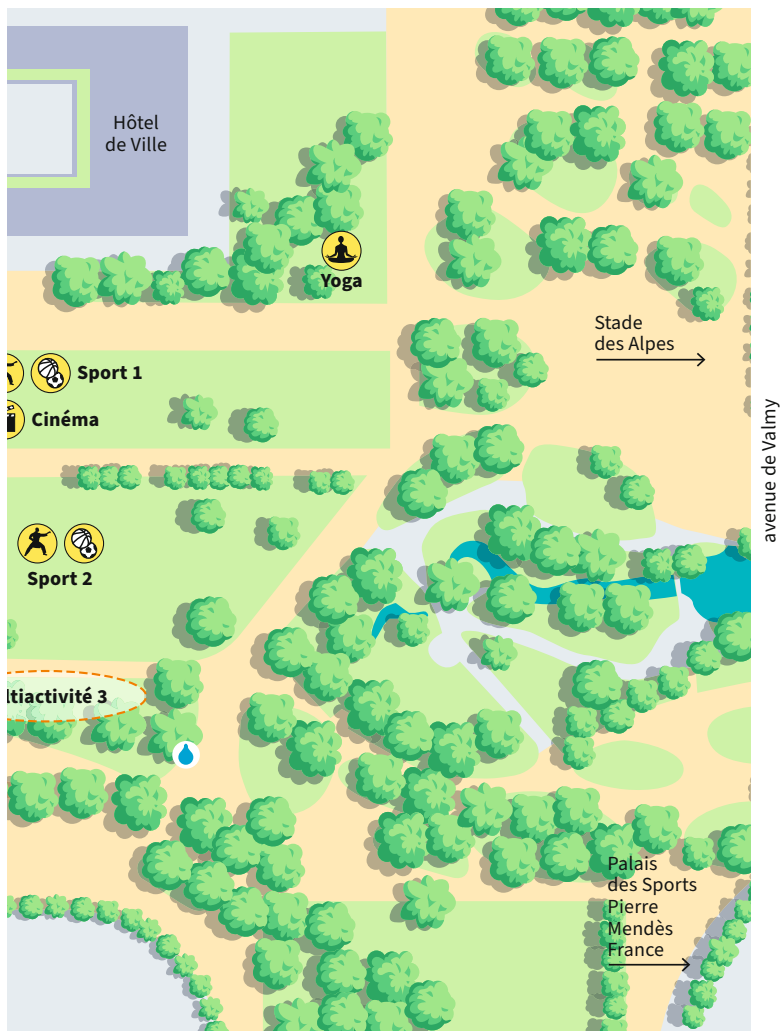 Hôtel
de Ville
Yoga
Stade
des Alpes
Sport 1
Cinéma
avenue de Valmy
Sport 2
ltiactivité 3
Palais
des Sports
Pierre
Mendès
France